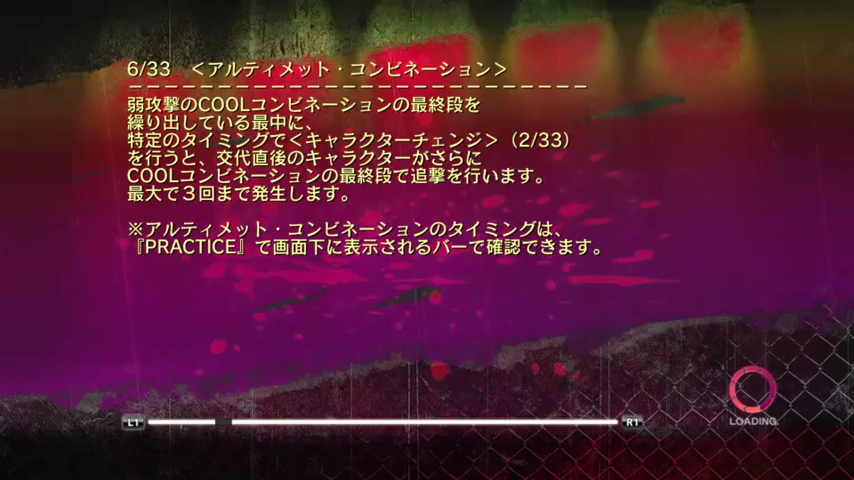 6/33　＜アルティメット・コンビネーション＞
弱攻撃のCOOLコンビネーションの最終段を
繰り出している最中に、
特定のタイミングで＜キャラクターチェンジ＞（2/33）
を行うと、交代直後のキャラクターがさらに
COOLコンビネーションの最終段で追撃を行います。
最大で３回まで発生します。
※アルティメット・コンビネーションのタイミングは、
『PRACTICE』で画面下に表示されるバーで確認できます。
L1
R1
LOADING.